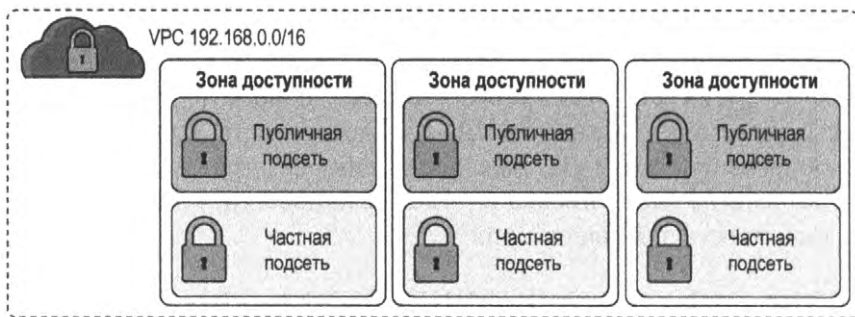 VPC 192.168.0.0/16
Зона доступности
Публичная
подсеть
Частная
подсеть
Зона доступности
Публичная
подсеть
Частная
подсеть
Зона доступности
Публичная
подсеть
Частная
подсеть